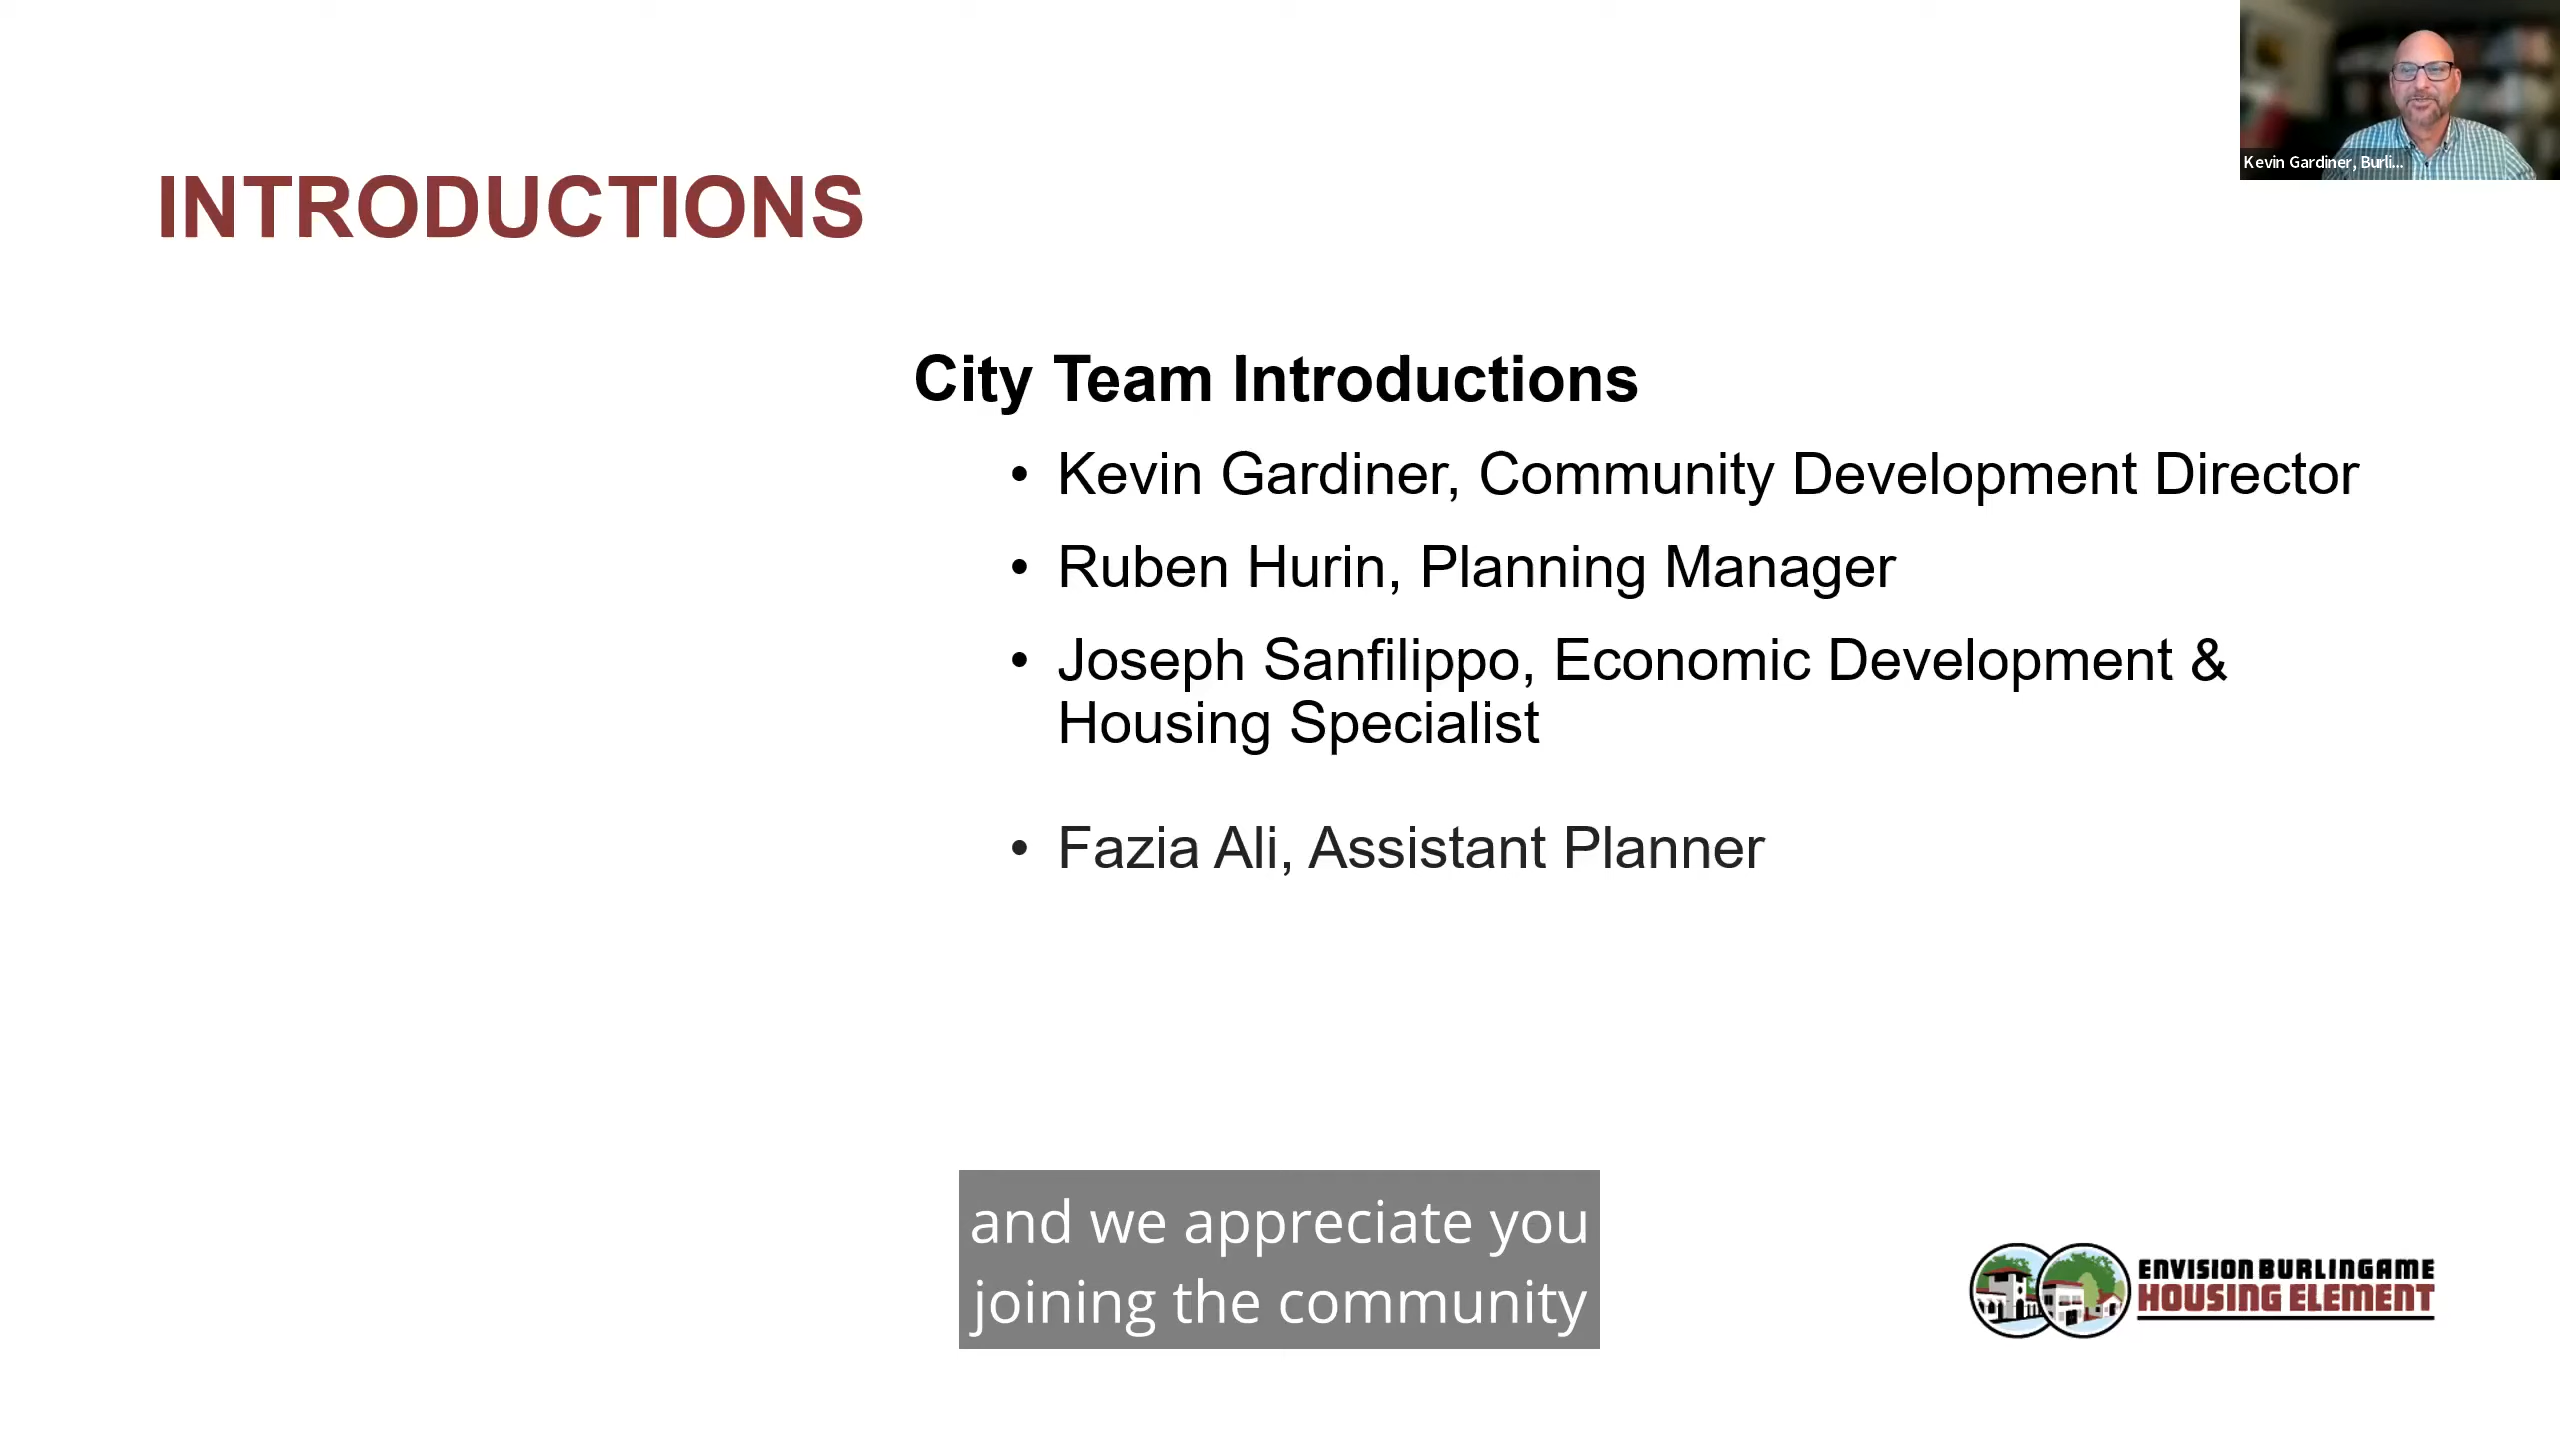 Kevin Gardiner, Burli...
INTRODUCTIONS
City Team Introductions
• Kevin Gardiner, Community Development Director
• Ruben Hurin, Planning Manager
• Joseph Sanfilippo, Economic Development &
Housing Specialist
• Fazia Ali, Assistant Planner
and we appreciate you
joining the community
ENVISION BURLINGAME
HOUSING ELEMENT